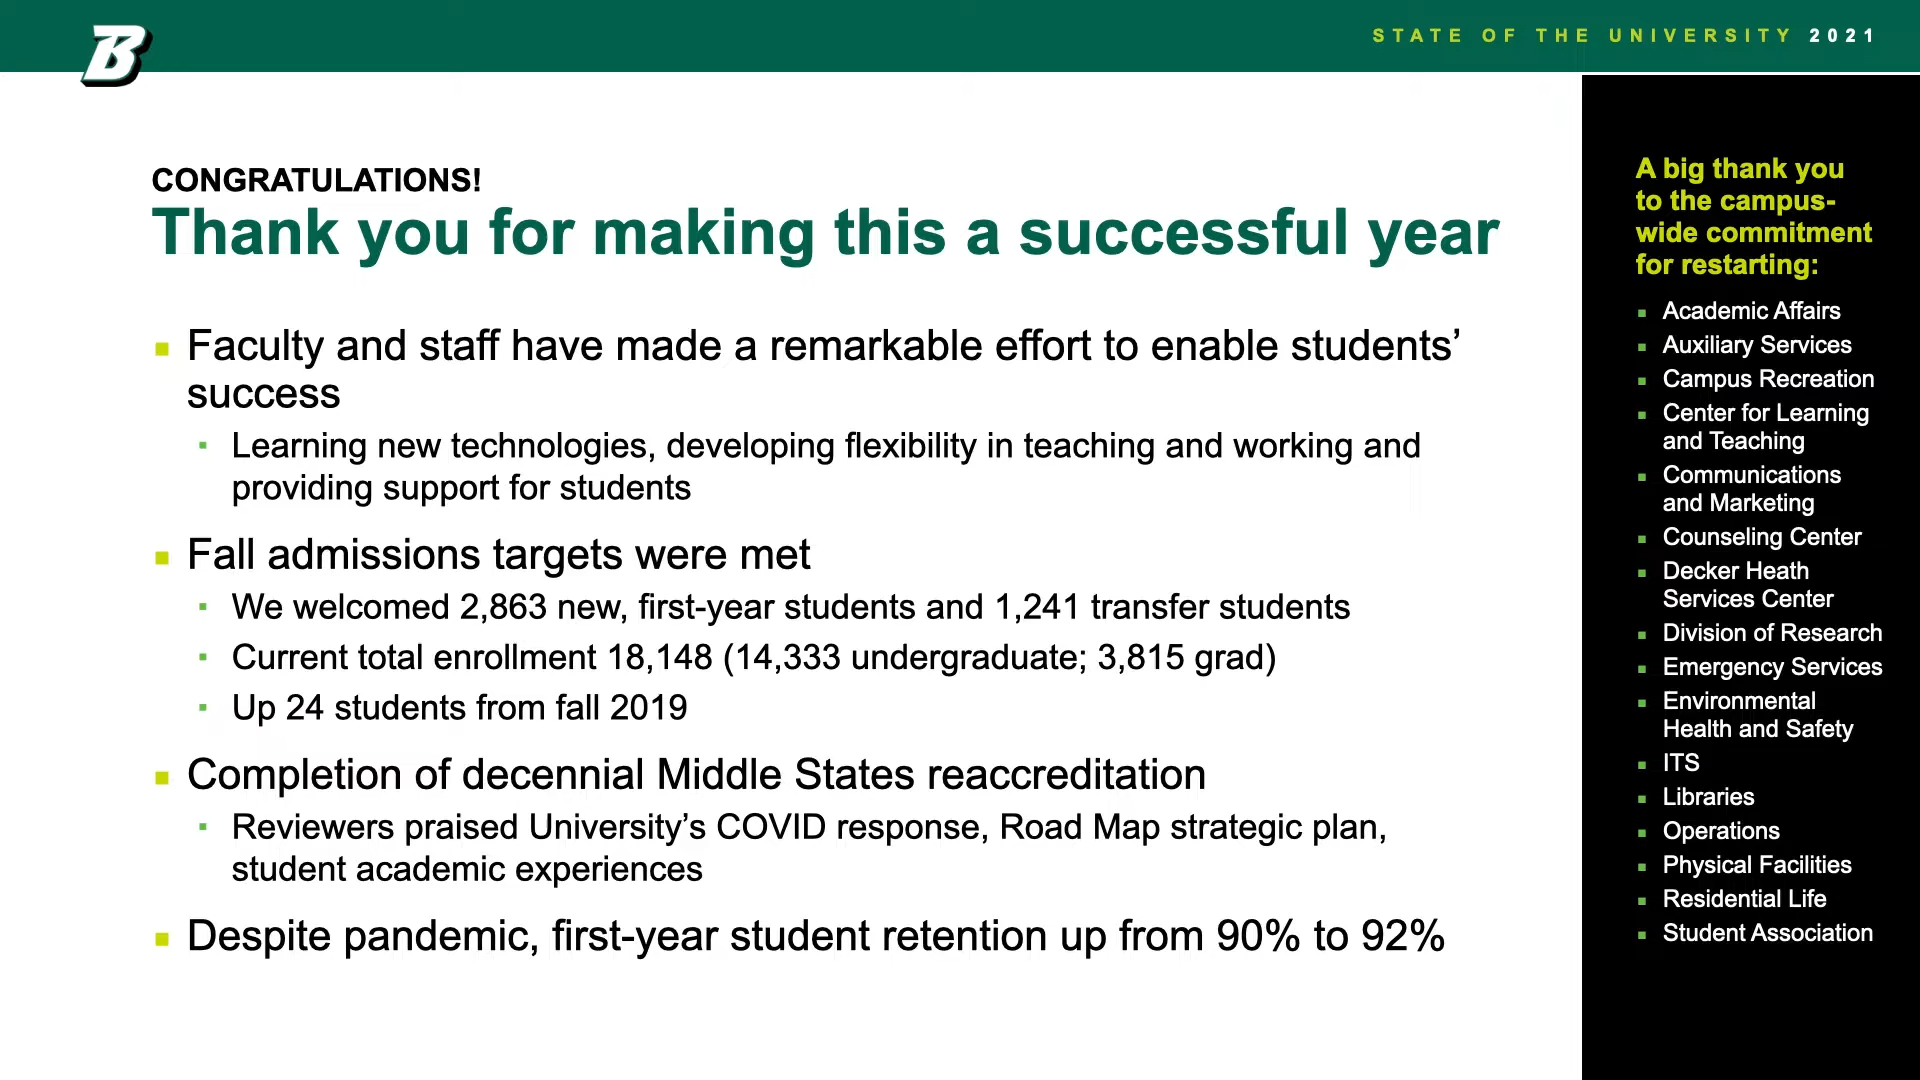 B
STATE OF THE UNIVERSITY 2021
CONGRATULATIONS!
Thank you for making this a successful year
▪ Faculty and staff have made a remarkable effort to enable students’
success
▪ Learning new technologies, developing flexibility in teaching and working and
providing support for students
▪ Fall admissions targets were met
▪ We welcomed 2,863 new, first-year students and 1,241 transfer students
▪ Current total enrollment 18,148 (14,333 undergraduate; 3,815 grad)
▪ Up 24 students from fall 2019
▪ Completion of decennial Middle States reaccreditation
▪ Reviewers praised University’s COVID response, Road Map strategic plan,
student academic experiences
▪ Despite pandemic, first-year student retention up from 90% to 92%
A big thank you
to the campus-
wide commitment
for restarting:
▪ Academic Affairs
▪ Auxiliary Services
▪ Campus Recreation
▪ Center for Learning
and Teaching
▪ Communications
and Marketing
▪ Counseling Center
▪ Decker Heath
Services Center
▪ Division of Research
▪ Emergency Services
▪ Environmental
Health and Safety
▪ ITS
▪ Libraries
▪ Operations
▪ Physical Facilities
▪ Residential Life
▪ Student Association